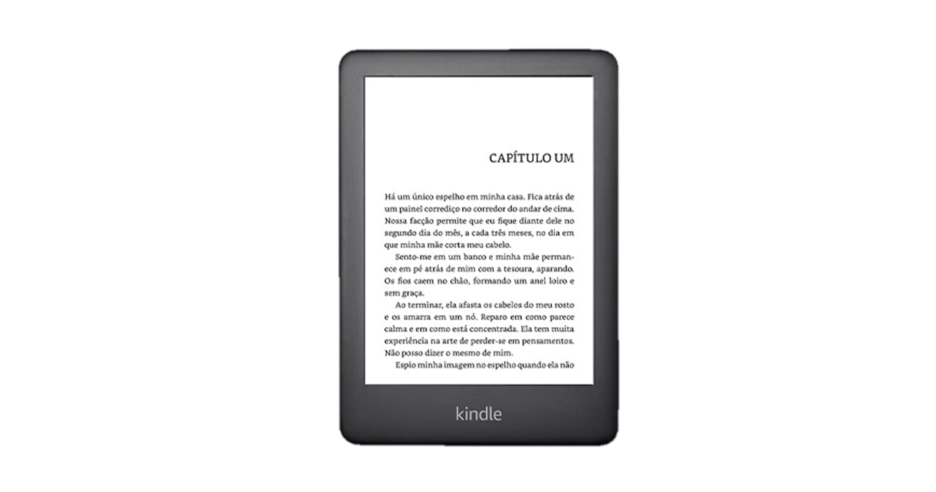 CAPÍTULO UM
Há um único espelho em minha casa. Fica atrás de
um painel corrediço no corredor do andar de cima.
Nossa facção permite que eu fique diante dele no
segundo dia do mês, a cada três meses, no dia em
que minha mãe corta meu cabelo.
Sento-me em um banco e minha mãe perman-
ece em pé atrás de mim com a tesoura, aparando.
Os fios caem no chão, formando um anel loiro e
sem graça.
Ao terminar, ela afasta os cabelos do meu rosto
e os amarra em um nó. Reparo em como parece
calma e em como está concentrada. Ela tem muita
experiência na arte de perder-se em pensamentos.
Não posso dizer o mesmo de mim.
Espio minha imagem no espelho quando ela não
kindle